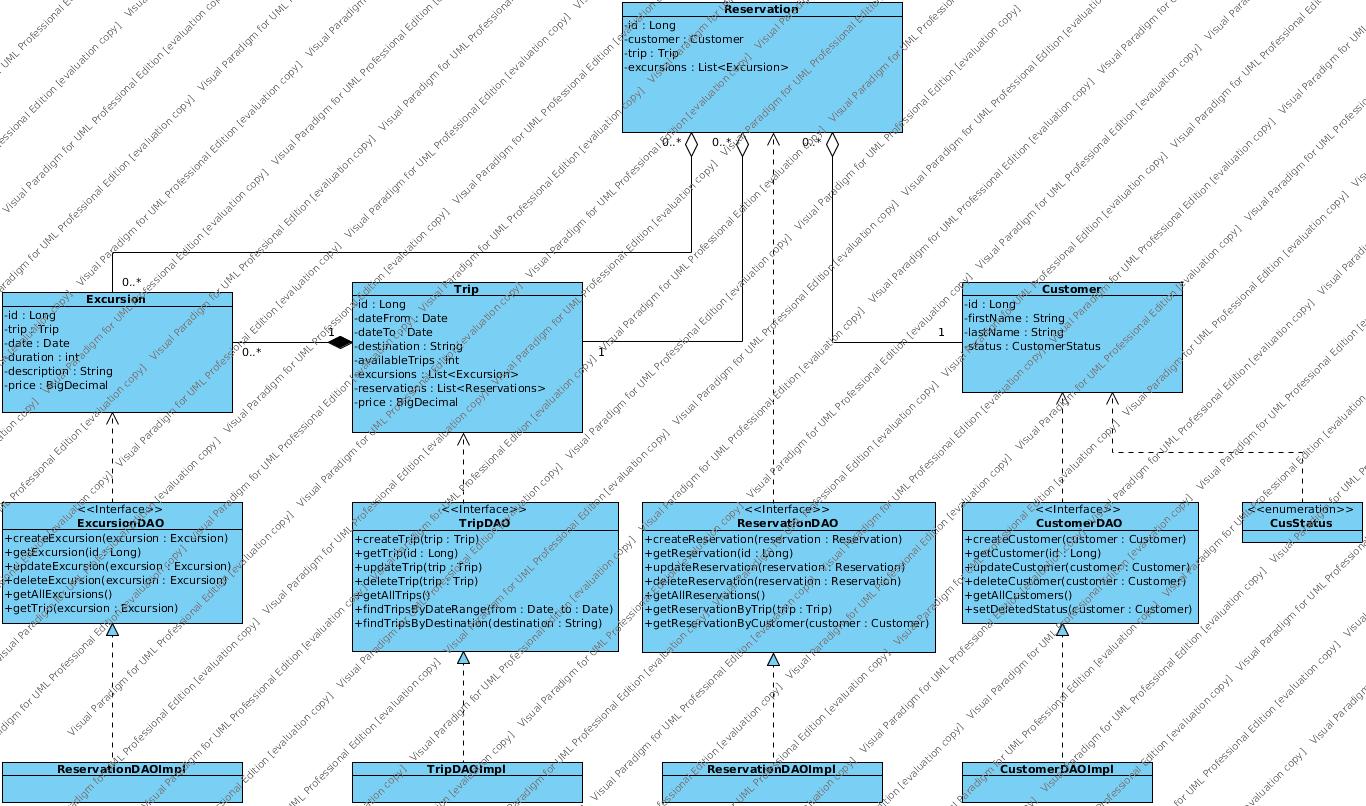 Reservation
-id : Long
-customer : Customer
-trip : Trip
-excursions : List<Excursion>
0..*
0..*
0..*
0..*
Excursion
-id : Long
-trip : Trip
-date : Date
-duration : int
-description : String
-price : BigDecimal
0..*
1
Trip
-id : Long
-dateFrom : Date
-dateTo : Date
-destination : String
-availableTrips : int
-excursions : List<Excursion>
-reservations : List<Reservations>
-price : BigDecimal
1
1
Customer
-id : Long
-firstName : String
-lastName : String
-status : CustomerStatus
<<Interface>>
ExcursionDAO
+createExcursion(excursion : Excursion)
+getExcursion(id : Long)
+updateExcursion(excursion : Excursion)
+deleteExcursion(excursion : Excursion)
+getAllExcursions()
+getTrip(excursion : Excursion)
<<Interface>>
TripDAO
+createTrip(trip : Trip)
+getTrip(id : Long)
+updateTrip(trip : Trip)
+deleteTrip(trip : Trip)
+getAllTrips()
+findTripsByDateRange(from : Date, to : Date)
+findTripsByDestination(destination : String)
<<Interface>>
ReservationDAO
+createReservation(reservation : Reservation)
+getReservation(id : Long)
+updateReservation(reservation : Reservation)
+deleteReservation(reservation : Reservation)
+getAllReservations()
+getReservationByTrip(trip : Trip)
+getReservationByCustomer(customer : Customer)
<<Interface>>
CustomerDAO
+createCustomer(customer : Customer)
+getCustomer(id : Long)
+updateCustomer(customer : Customer)
+deleteCustomer(customer : Customer)
+getAllCustomers()
+setDeletedStatus(customer : Customer)
<<enumeration>>
CusStatus
ReservationDAOImpl
TripDAOImpl
ReservationDAOImpl
CustomerDAOImpl
Visual Paradigm for UML Professional Edition [evaluation copy]